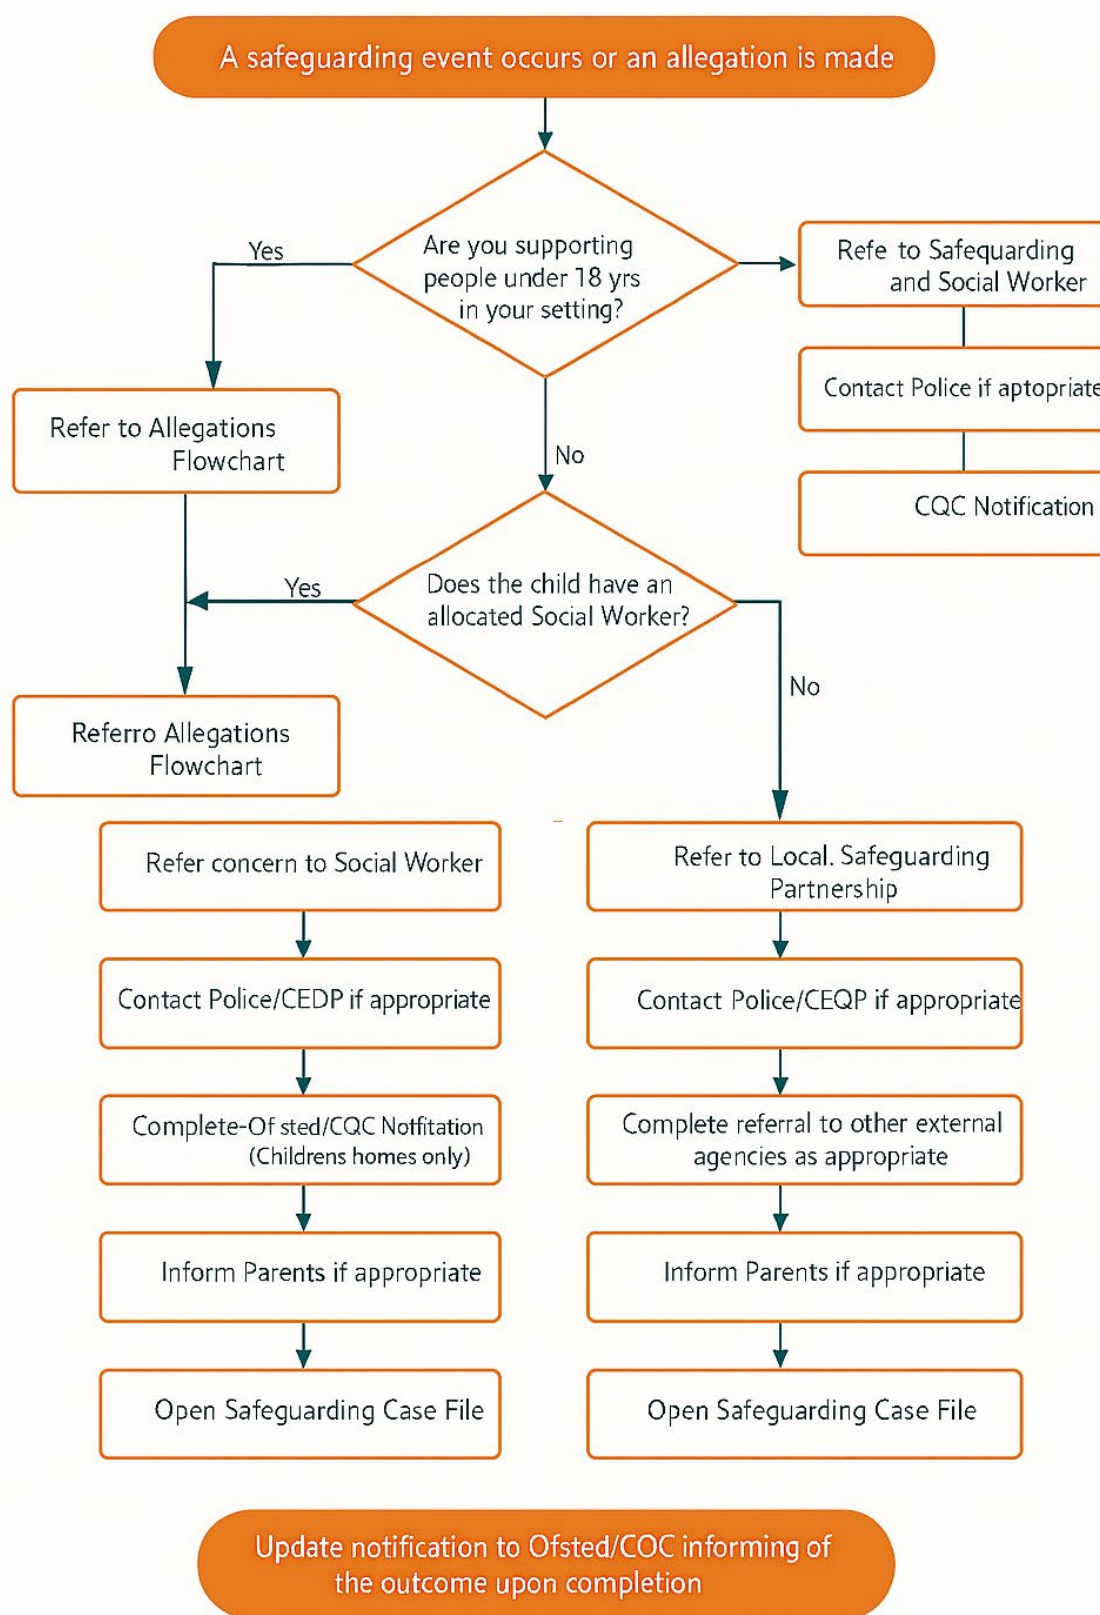 A safeguarding event occurs or an allegation is made
Are you supporting
people under 18 yrs
in your setting?
Yes
Refe to Safequarding
and Social Worker
Contact Police if aptopriate
CQC Notification
Refer to Allegations
Flowchart
No
Does the child have an
allocated Social Worker?
Yes
No
Referro Allegations
Flowchart
Refer concern to Social Worker
Contact Police/CEDP if appropriate
Complete-Of sted/CQC Noffitation
(Childrens homes only)
Inform Parents if appropriate
Open Safeguarding Case File
Refer to Local. Safeguarding
Partnership
Contact Police/CEQP if appropriate
Complete referral to other external
agencies as appropriate
Inform Parents if appropriate
Open Safeguarding Case File
Update notification to Ofsted/COC informing of
the outcome upon completion